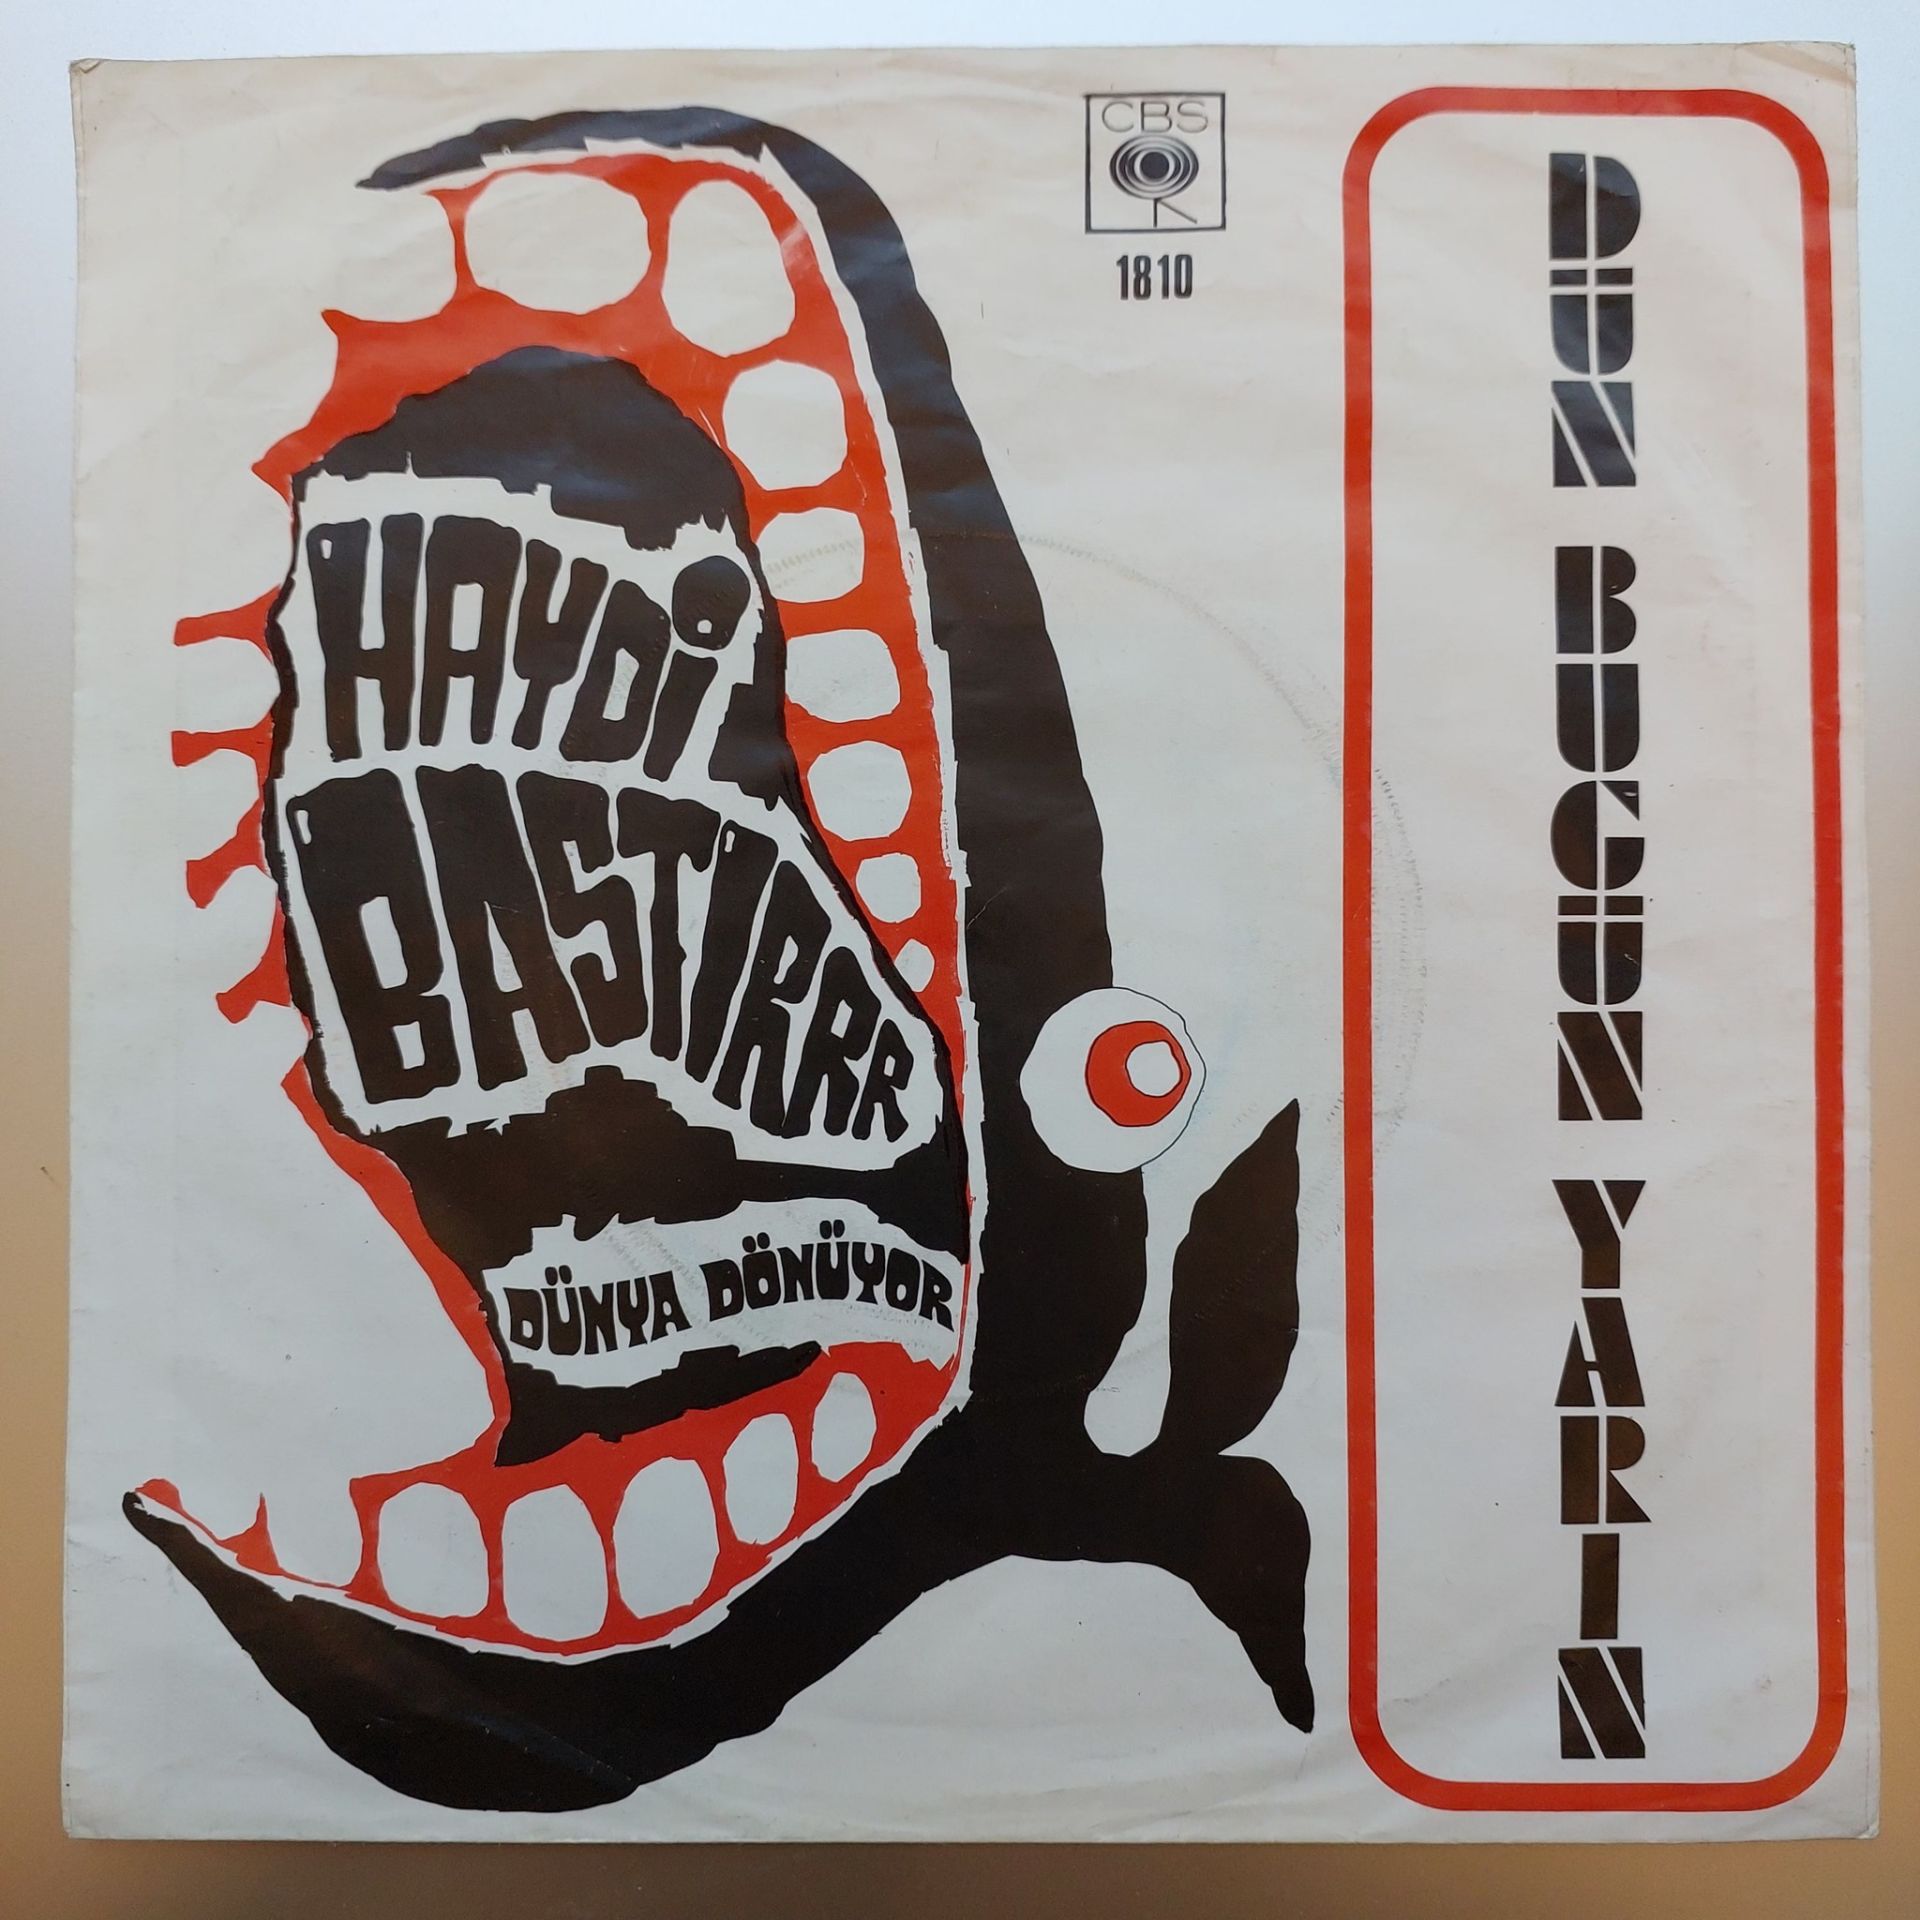 CBS
1810
HAYDİ
BASTIRRR
DÜNYA DÖNÜYOR
DÜN BUGÜN YARIN